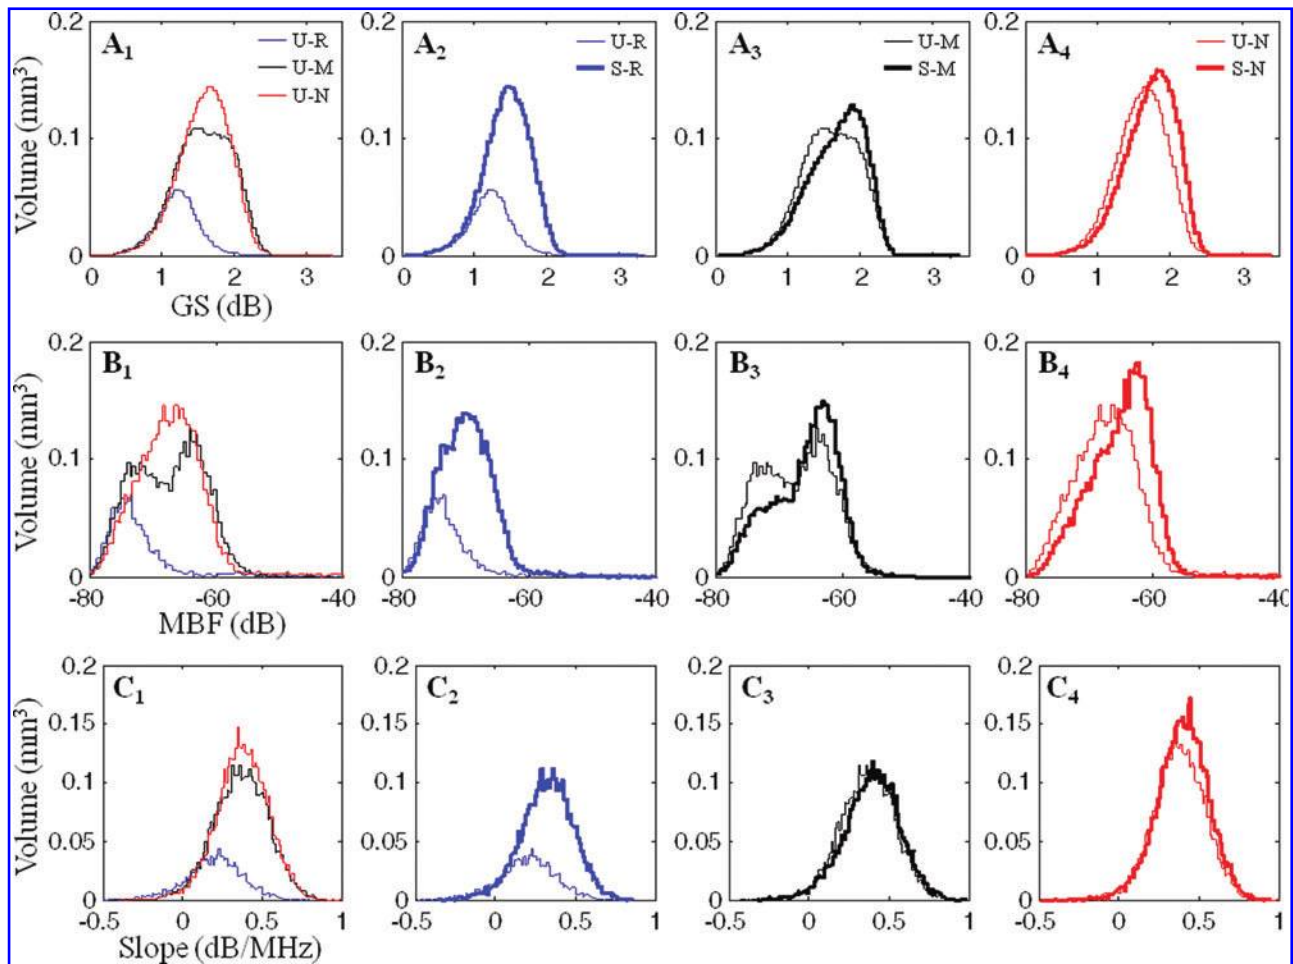 A1 U-R
U-M
U-N
A2 U-R
S-R
A3 U-M
S-M
A4 U-N
S-N
Volume (mm³)
0.2 0.2 0.2 0.2
0.1 0.1 0.1 0.1
0 0 0 0
0 1 2 3 0 1 2 3 0 1 2 3 0 1 2 3
GS (dB)
B1 B2 B3 B4
Volume (mm³)
0.2 0.2 0.2 0.2
0.1 0.1 0.1 0.1
0 0 0 0
-80 -60 -40 -80 -60 -40 -80 -60 -40 -80 -60 -40
MBF (dB)
C1 C2 C3 C4
Volume (mm³)
0.2 0.2 0.2 0.2
0.15 0.15 0.15 0.15
0.1 0.1 0.1 0.1
0.05 0.05 0.05 0.05
0 0 0 0
-0.5 0 0.5 1 -0.5 0 0.5 1 -0.5 0 0.5 1 -0.5 0 0.5 1
Slope (dB/MHz)